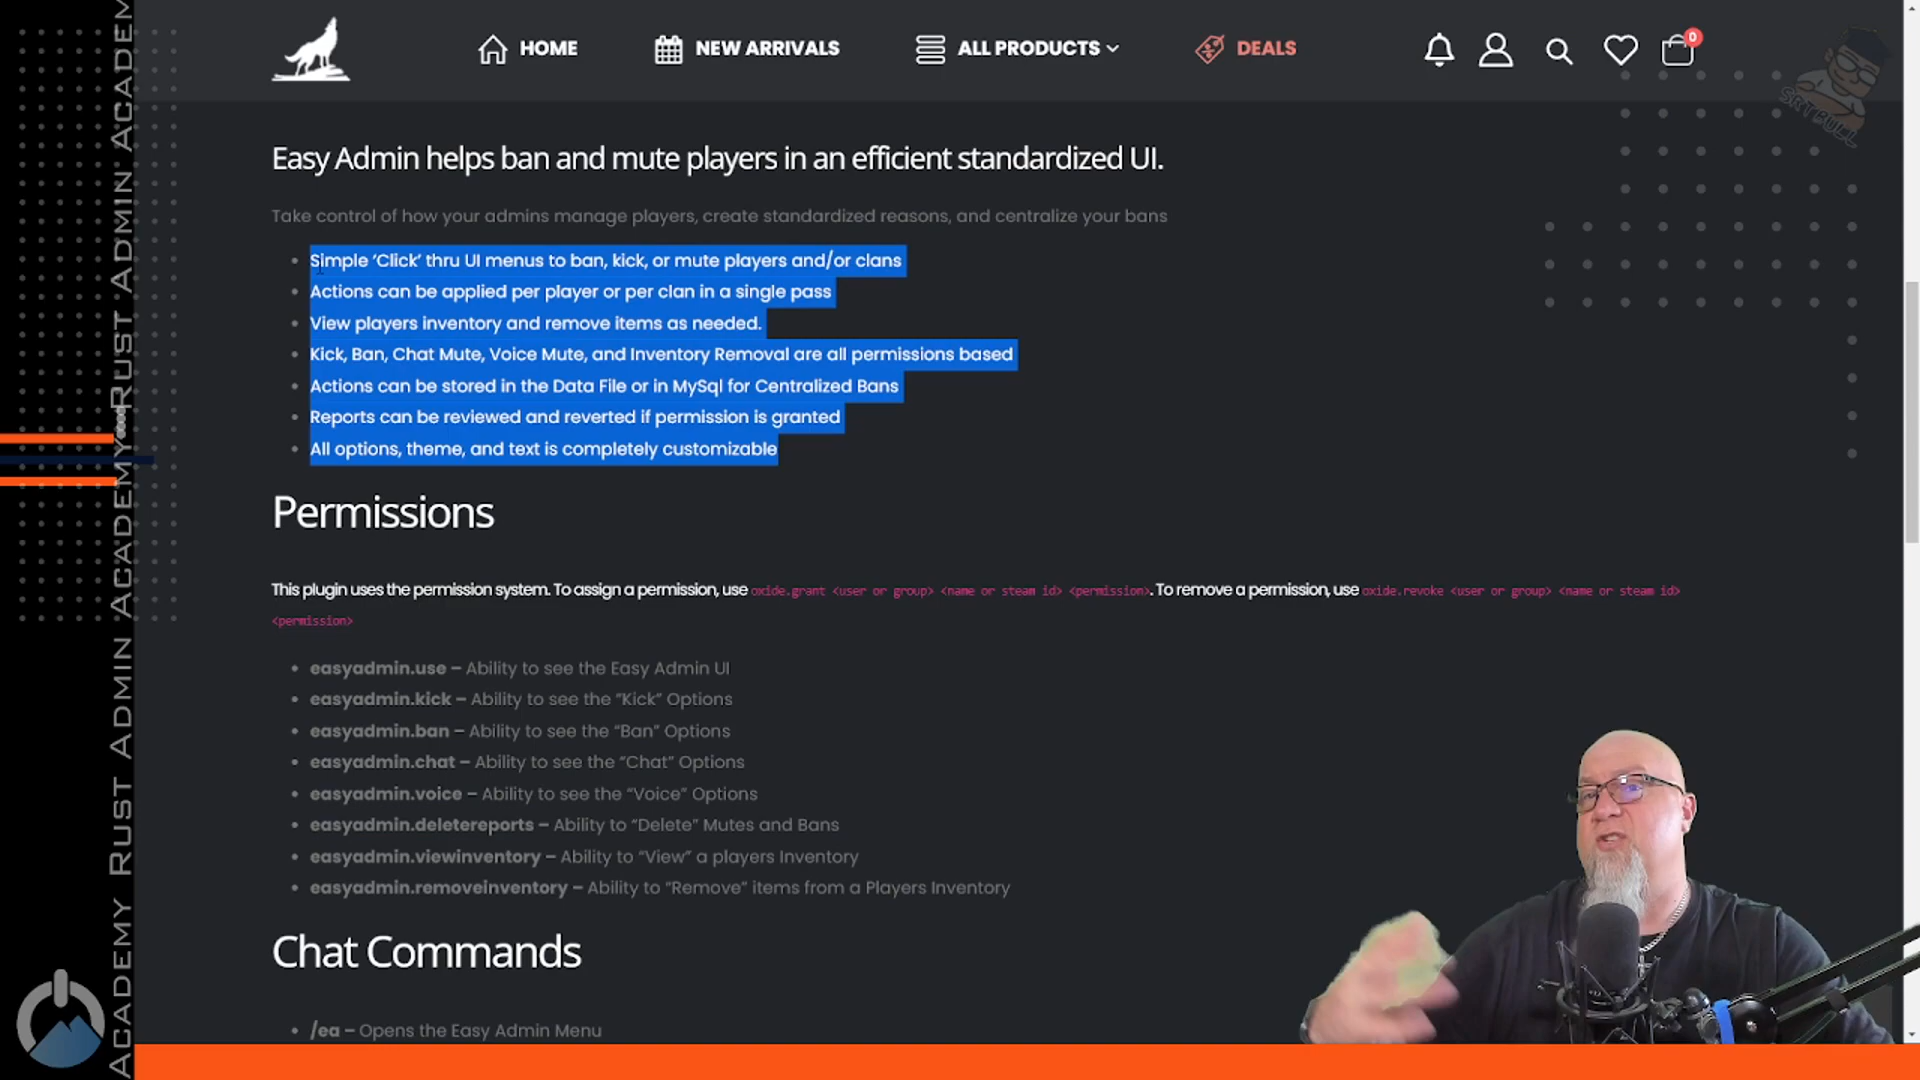 HOME
NEW ARRIVALS
ALL PRODUCTS
DEALS
0
SRTBULL
Easy Admin helps ban and mute players in an efficient standardized UI.
Take control of how your admins manage players, create standardized reasons, and centralize your bans
Simple ‘Click’ thru UI menus to ban, kick, or mute players and/or clans
Actions can be applied per player or per clan in a single pass
View players inventory and remove items as needed.
Kick, Ban, Chat Mute, Voice Mute, and Inventory Removal are all permissions based
Actions can be stored in the Data File or in MySql for Centralized Bans
Reports can be reviewed and reverted if permission is granted
All options, theme, and text is completely customizable
Permissions
This plugin uses the permission system. To assign a permission, use oxide.grant <user or group> <name or steam id> <permission>. To remove a permission, use oxide.revoke <user or group> <name or steam id>
<permission>
easyadmin.use – Ability to see the Easy Admin UI
easyadmin.kick – Ability to see the “Kick” Options
easyadmin.ban – Ability to see the “Ban” Options
easyadmin.chat – Ability to see the “Chat” Options
easyadmin.voice – Ability to see the “Voice” Options
easyadmin.deletereports – Ability to “Delete” Mutes and Bans
easyadmin.viewinventory – Ability to “View” a players Inventory
easyadmin.removeinventory – Ability to “Remove” items from a Players Inventory
Chat Commands
/ea – Opens the Easy Admin Menu
ACADEMY RUST ADMIN ACADEMY RUST ADMIN ACADEM